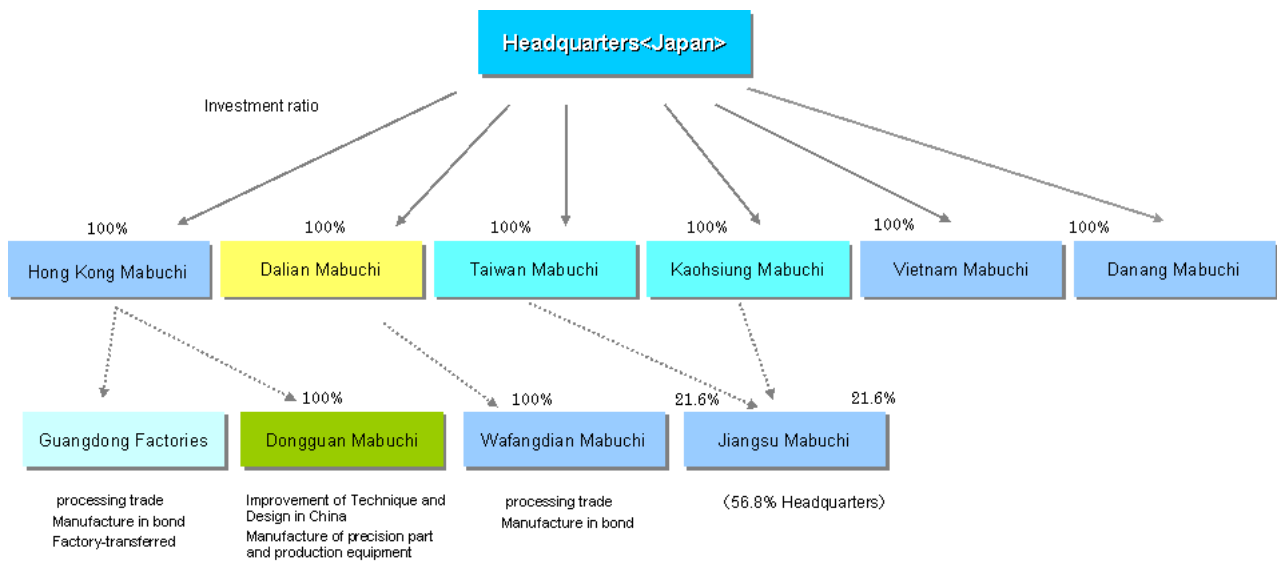 Headquarters<Japan>
Investment ratio
100%
100%
100%
100%
100%
100%
Hong Kong Mabuchi
Dalian Mabuchi
Taiwan Mabuchi
Kaohsiung Mabuchi
Vietnam Mabuchi
Danang Mabuchi
100%
100%
21.6%
21.6%
Guangdong Factories
Dongguan Mabuchi
Wafangdian Mabuchi
Jiangsu Mabuchi
processing trade
Manufacture in bond
Factory-transferred
Improvement of Technique and
Design in China
Manufacture of precision part
and production equipment
processing trade
Manufacture in bond
(56.8% Headquarters)